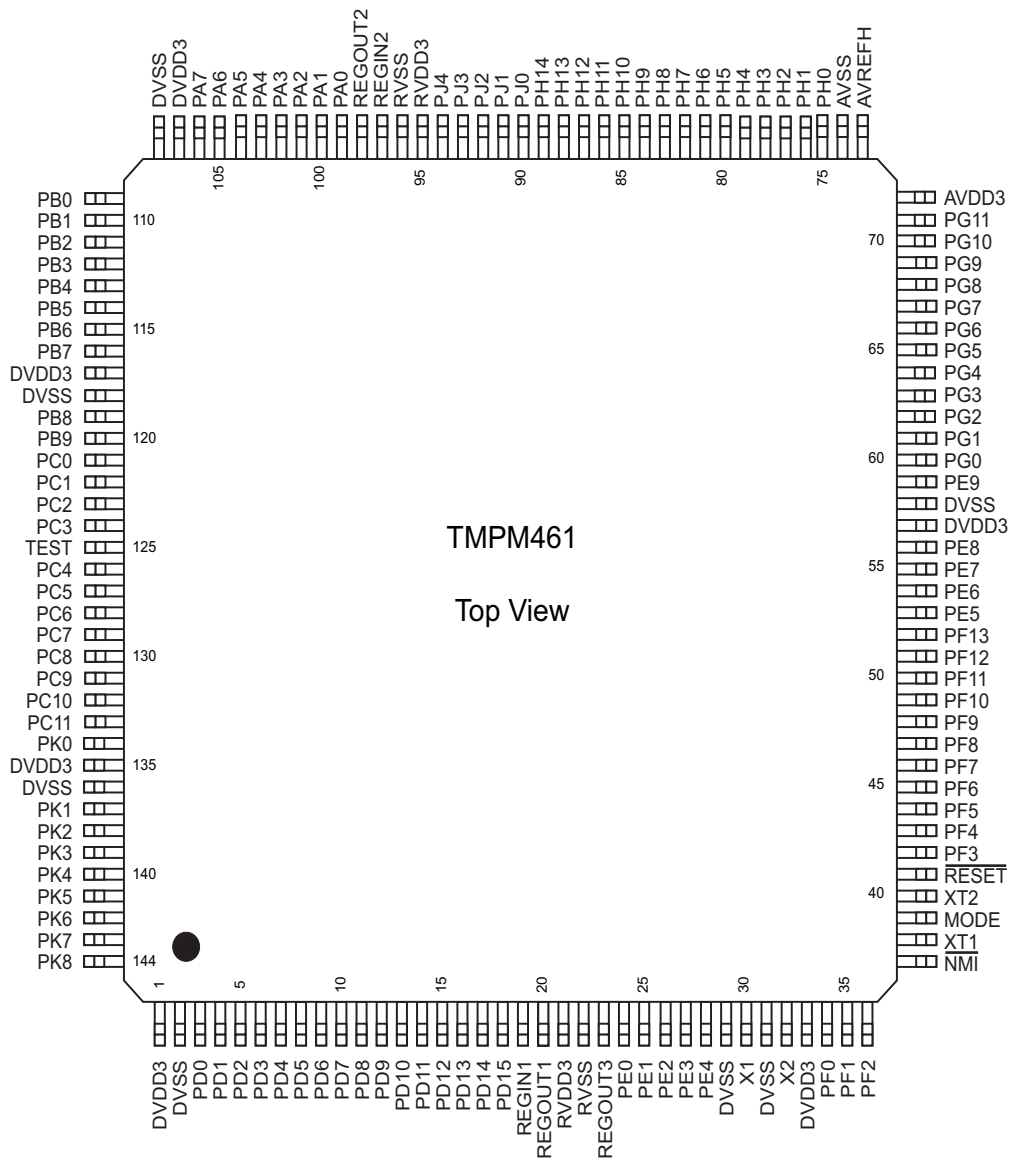 DVSS
DVDD3
PA7
PA6
PA5
PA4
PA3
PA2
PA1
PA0
REGOUT2
REGIN2
RVSS
RVDD3
PJ4
PJ3
PJ2
PJ1
PJ0
PH14
PH13
PH12
PH11
PH10
PH9
PH8
PH7
PH6
PH5
PH4
PH3
PH2
PH1
PH0
AVSS
AVREFH
105
100
95
90
85
80
75
PB0
PB1
PB2
PB3
PB4
PB5
PB6
PB7
DVDD3
DVSS
PB8
PB9
PC0
PC1
PC2
PC3
TEST
PC4
PC5
PC6
PC7
PC8
PC9
PC10
PC11
PK0
DVDD3
DVSS
PK1
PK2
PK3
PK4
PK5
PK6
PK7
PK8
110
115
120
125
130
135
140
144
TMPM461
Top View
70
65
60
55
50
45
40
AVDD3
PG11
PG10
PG9
PG8
PG7
PG6
PG5
PG4
PG3
PG2
PG1
PG0
PE9
DVSS
DVDD3
PE8
PE7
PE6
PE5
PF13
PF12
PF11
PF10
PF9
PF8
PF7
PF6
PF5
PF4
PF3
RESET
XT2
MODE
XT1
NMI
1
5
10
15
20
25
30
35
DVDD3
DVSS
PD0
PD1
PD2
PD3
PD4
PD5
PD6
PD7
PD8
PD9
PD10
PD11
PD12
PD13
PD14
PD15
REGIN1
REGOUT1
RVDD3
RVSS
REGOUT3
PE0
PE1
PE2
PE3
PE4
DVSS
X1
DVSS
X2
DVDD3
PF0
PF1
PF2